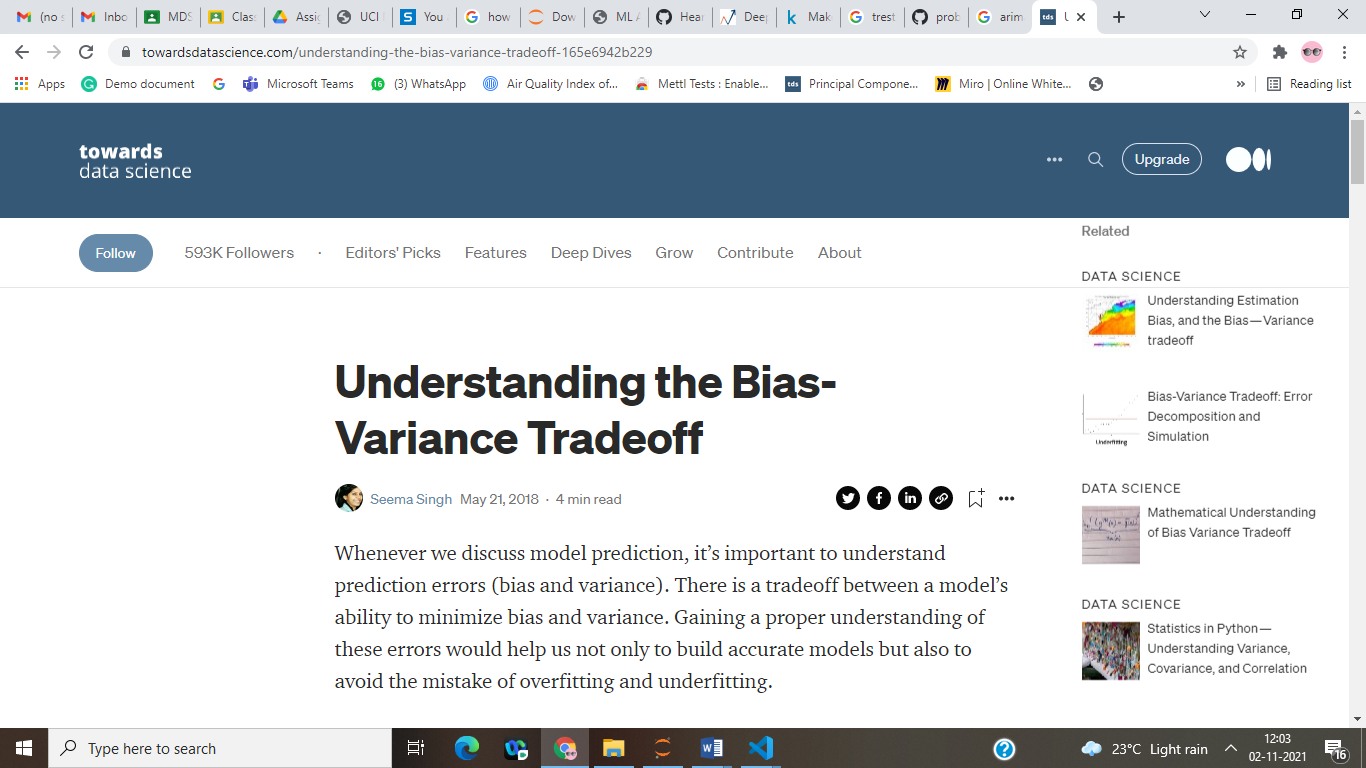 (no s
Inbo
MDS
Clas
Assig
UCI
You
how
Dow
ML A
Hear
Deep
Mak
trest
prob
arim
tds
U
towardsdatascience.com/understanding-the-bias-variance-tradeoff-165e6942b229
Apps
Demo document
Microsoft Teams
16
(3) WhatsApp
Air Quality Index of...
Mettl Tests : Enable...
tds
Principal Compone...
Miro | Online White...
»
Reading list
towards
data science
Upgrade
Follow
593K Followers
·
Editors' Picks
Features
Deep Dives
Grow
Contribute
About
Understanding the Bias-
Variance Tradeoff
Seema Singh May 21, 2018 · 4 min read
Whenever we discuss model prediction, it’s important to understand
prediction errors (bias and variance). There is a tradeoff between a model’s
ability to minimize bias and variance. Gaining a proper understanding of
these errors would help us not only to build accurate models but also to
avoid the mistake of overfitting and underfitting.
Related
DATA SCIENCE
Understanding Estimation
Bias, and the Bias — Variance
tradeoff
Bias-Variance Tradeoff: Error
Decomposition and
Simulation
Underfitting
DATA SCIENCE
Mathematical Understanding
of Bias Variance Tradeoff
DATA SCIENCE
Statistics in Python —
Understanding Variance,
Covariance, and Correlation
Type here to search
23°C Light rain
12:03
02-11-2021
16